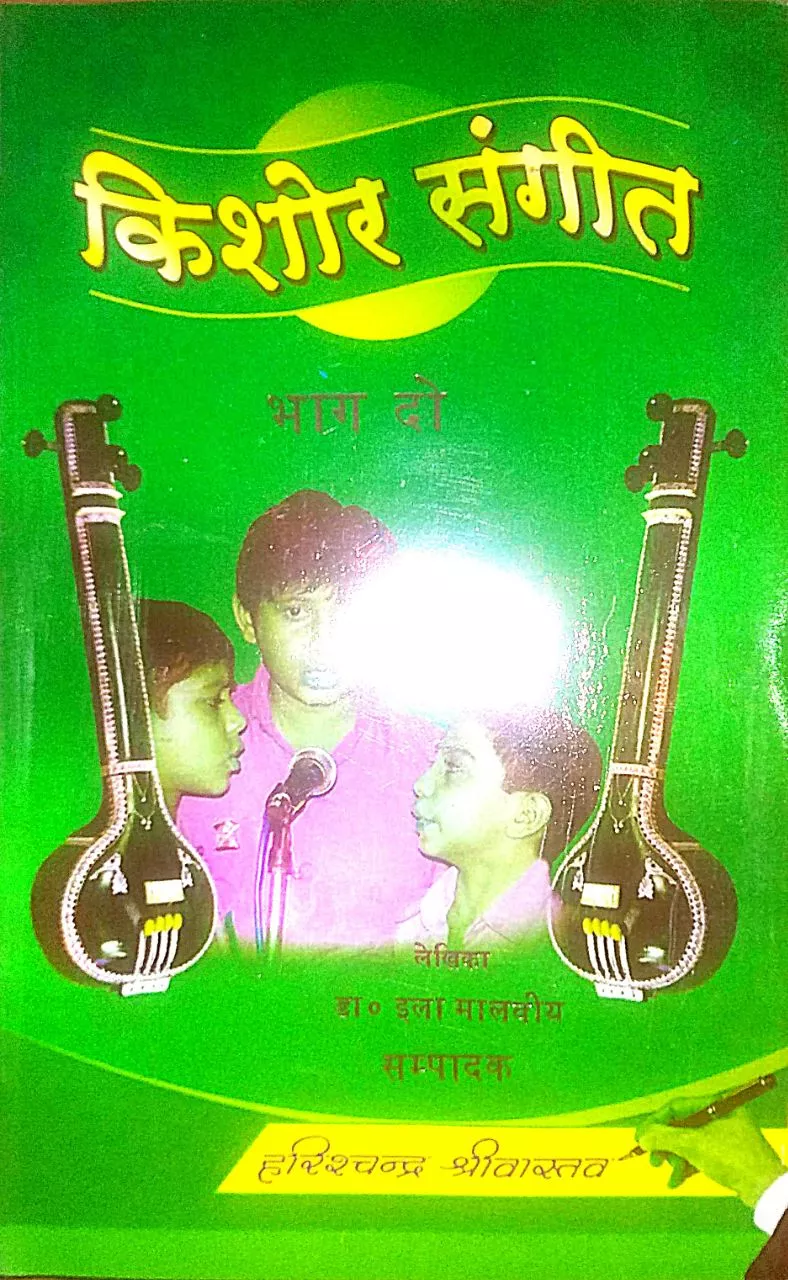 किशोर संगीत
भाग दो
लेखिका
डा० इला मालवीय
सम्पादक
हरिश्चन्द्र श्रीवास्तव